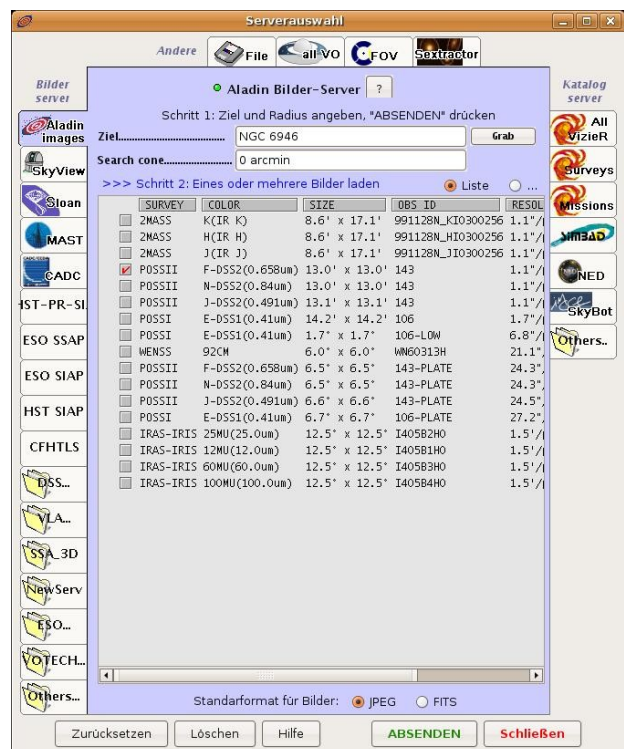 Serverauswahl
Andere File all-VO FOV Sextractor
Bilder server
Katalog server
Aladin Bilder-Server ?
Schritt 1: Ziel und Radius angeben, "ABSENDEN" drücken
Ziel................................... NGC 6946 Grab
Search cone...................... 0 arcmin
>>> Schritt 2: Eines oder mehrere Bilder laden Liste ...
SURVEY COLOR SIZE OBS ID RESOL
2MASS K(IR K) 8.6' x 17.1' 991128N_KI0300256 1.1"/
2MASS H(IR H) 8.6' x 17.1' 991128N_HI0300256 1.1"/
2MASS J(IR J) 8.6' x 17.1' 991128N_JI0300256 1.1"/
POSSII F-DSS2(0.658um) 13.0' x 13.0' 143 1.1"/
POSSII N-DSS2(0.84um) 13.0' x 13.0' 143 1.1"/
POSSII J-DSS2(0.491um) 13.1' x 13.1' 143 1.1"/
POSSI E-DSS1(0.41um) 14.2' x 14.2' 106 1.7"/
POSSI E-DSS1(0.41um) 1.7° x 1.7° 106-LOW 6.8"/
WENSS 92CM 6.0° x 6.0° WN60313H 21.1"
POSSII F-DSS2(0.658um) 6.5° x 6.5° 143-PLATE 24.3"
POSSII N-DSS2(0.84um) 6.5° x 6.5° 143-PLATE 24.3"
POSSII J-DSS2(0.491um) 6.6° x 6.6° 143-PLATE 24.5"
POSSI E-DSS1(0.41um) 6.7° x 6.7° 106-PLATE 27.2"
IRAS-IRIS 25MU(25.0um) 12.5° x 12.5° I405B2H0 1.5'/
IRAS-IRIS 12MU(12.0um) 12.5° x 12.5° I405B1H0 1.5'/
IRAS-IRIS 60MU(60.0um) 12.5° x 12.5° I405B3H0 1.5'/
IRAS-IRIS 100MU(100.0um) 12.5° x 12.5° I405B4H0 1.5'/
Aladin images
SkyView
Sloan
MAST
CADC
HST-PR-SI
ESO SSAP
ESO SIAP
HST SIAP
CFHTLS
DSS...
VLA...
SSA_3D
NewServ
ESO...
VOTECH...
Others...
All VizieR
Surveys
Missions
SIMBAD
NED
SkyBot
Others..
Standarformat für Bilder: JPEG FITS
Zurücksetzen Löschen Hilfe ABSENDEN Schließen